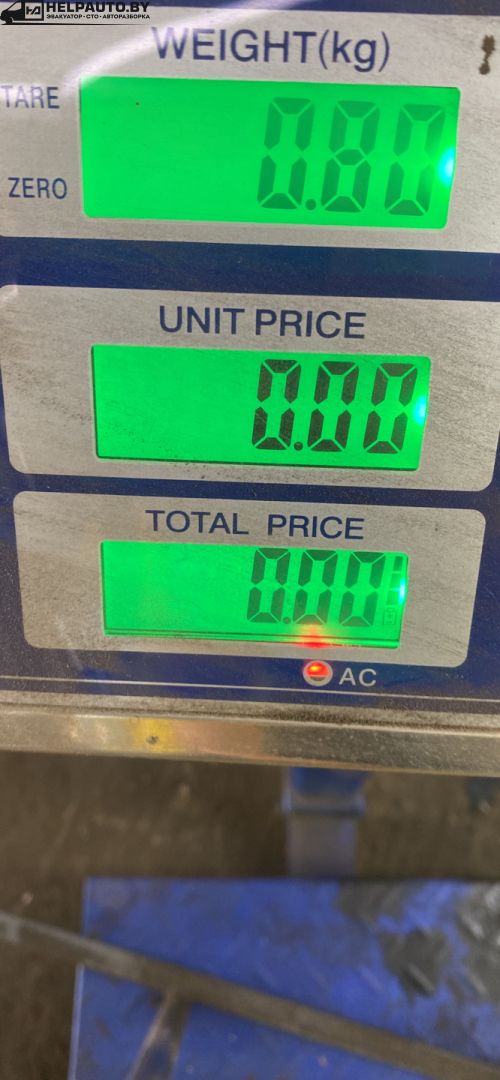 HELPAUTO.BY
ЭВАКУАТОР • СТО • АВТОРАЗБОРКА
WEIGHT(kg)
TARE
0.80
ZERO
UNIT PRICE
0.00
TOTAL PRICE
0.00
AC